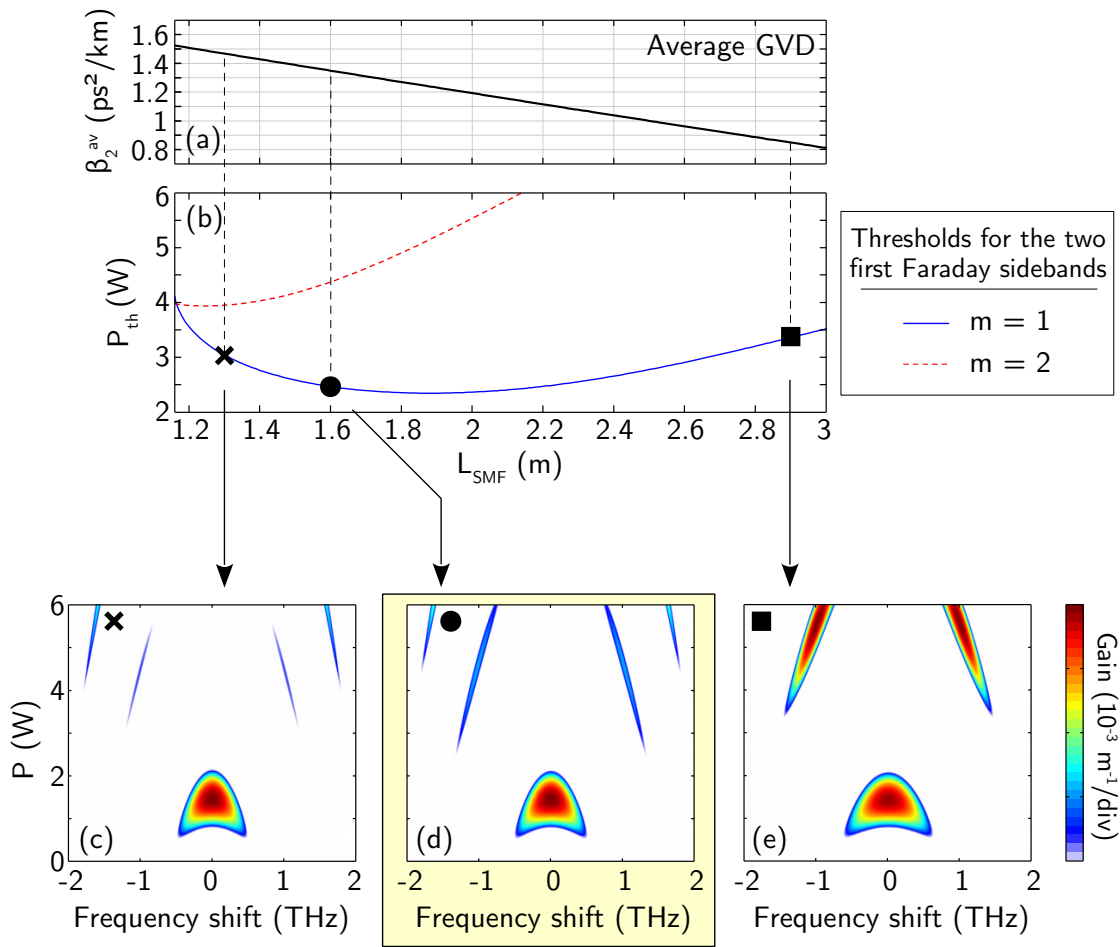 1.6
1.4
1.2
1
0.8
β₂ᵃᵛ (ps²/km)
Average GVD
(a)
6
5
4
3
2
P_th (W)
(b)
1.2 1.4 1.6 1.8 2 2.2 2.4 2.6 2.8 3
L_SMF (m)
Thresholds for the two
first Faraday sidebands
m = 1
m = 2
6
4
2
0
P (W)
(c)
-2 -1 0 1 2
Frequency shift (THz)
(d)
-2 -1 0 1 2
Frequency shift (THz)
(e)
-2 -1 0 1 2
Frequency shift (THz)
Gain (10⁻³ m⁻¹/div)